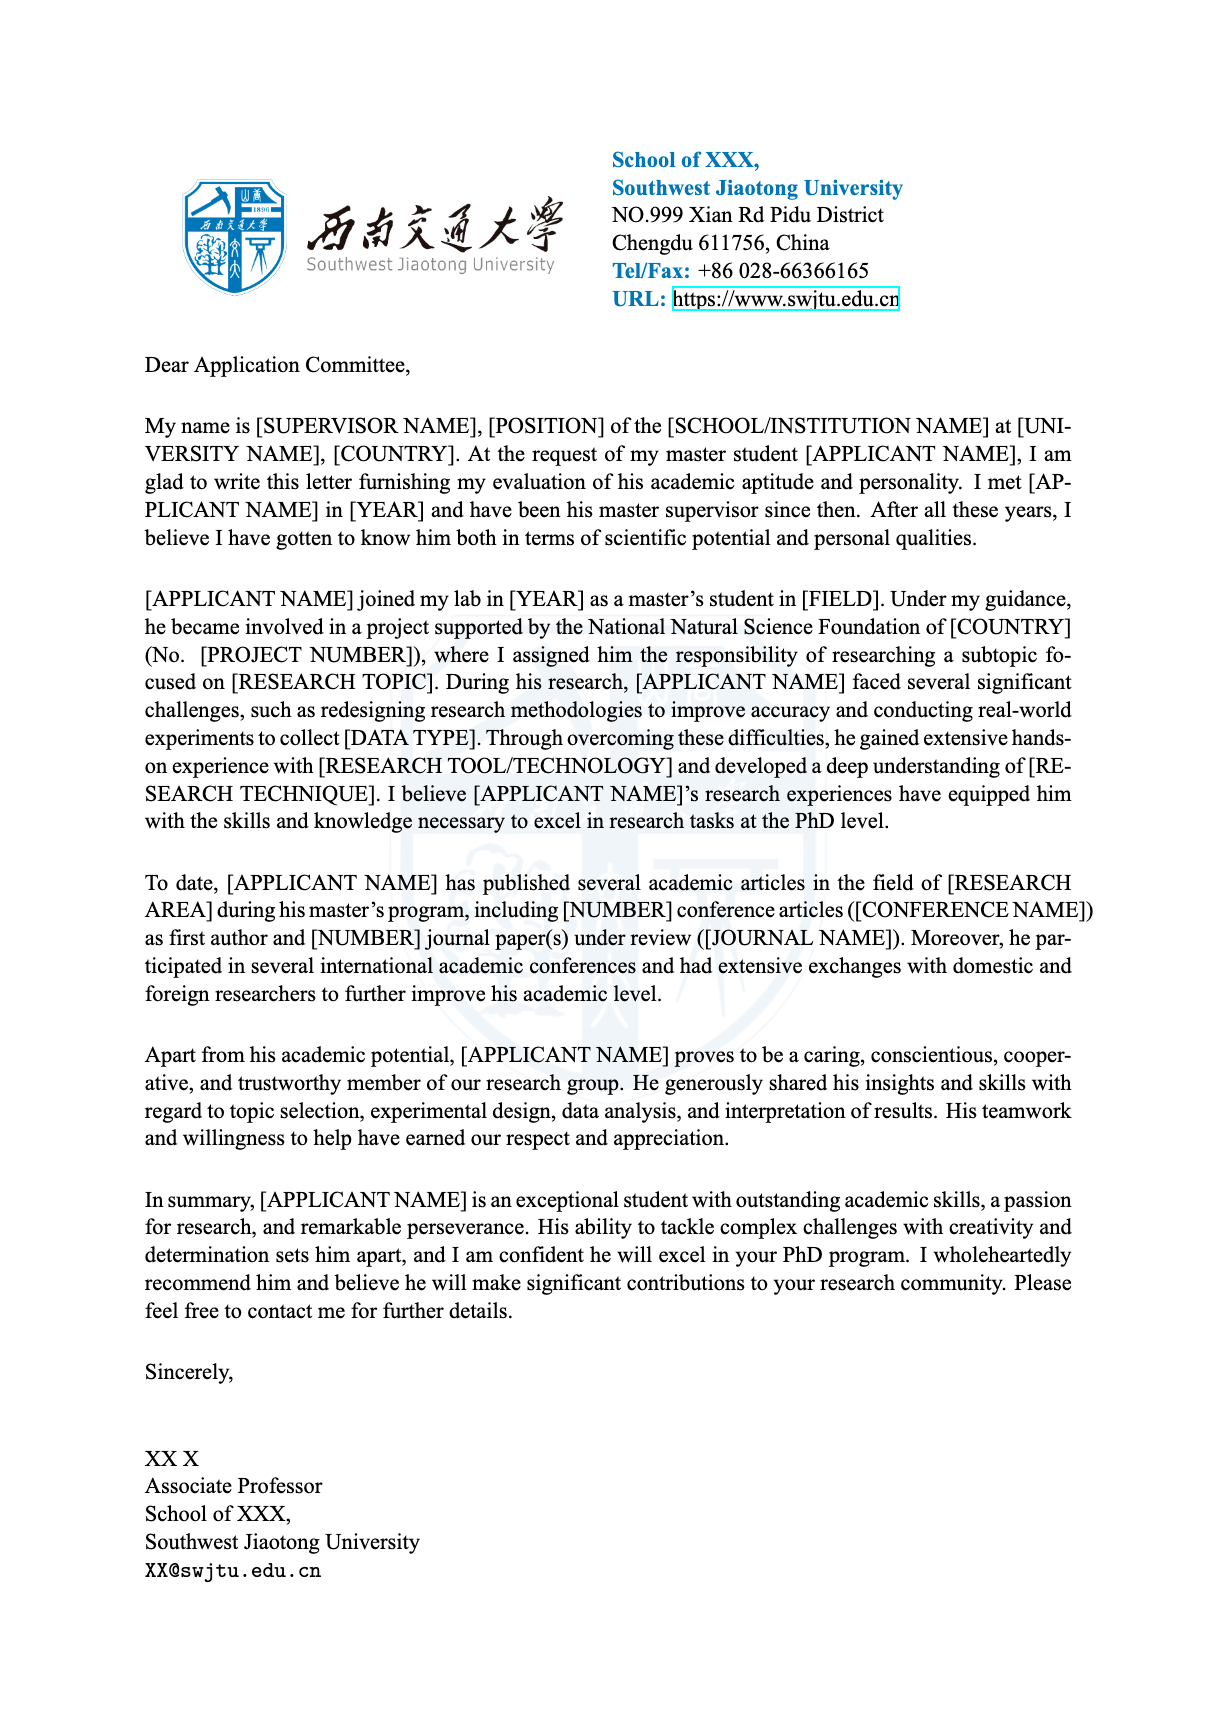 山蒼
1896
西南交通大學
西南交通大學
Southwest Jiaotong University
School of XXX,
Southwest Jiaotong University
NO.999 Xian Rd Pidu District
Chengdu 611756, China
Tel/Fax: +86 028-66366165
URL: https://www.swjtu.edu.cn
Dear Application Committee,
My name is [SUPERVISOR NAME], [POSITION] of the [SCHOOL/INSTITUTION NAME] at [UNI-
VERSITY NAME], [COUNTRY]. At the request of my master student [APPLICANT NAME], I am
glad to write this letter furnishing my evaluation of his academic aptitude and personality. I met [AP-
PLICANT NAME] in [YEAR] and have been his master supervisor since then. After all these years, I
believe I have gotten to know him both in terms of scientific potential and personal qualities.
[APPLICANT NAME] joined my lab in [YEAR] as a master’s student in [FIELD]. Under my guidance,
he became involved in a project supported by the National Natural Science Foundation of [COUNTRY]
(No. [PROJECT NUMBER]), where I assigned him the responsibility of researching a subtopic fo-
cused on [RESEARCH TOPIC]. During his research, [APPLICANT NAME] faced several significant
challenges, such as redesigning research methodologies to improve accuracy and conducting real-world
experiments to collect [DATA TYPE]. Through overcoming these difficulties, he gained extensive hands-
on experience with [RESEARCH TOOL/TECHNOLOGY] and developed a deep understanding of [RE-
SEARCH TECHNIQUE]. I believe [APPLICANT NAME]’s research experiences have equipped him
with the skills and knowledge necessary to excel in research tasks at the PhD level.
To date, [APPLICANT NAME] has published several academic articles in the field of [RESEARCH
AREA] during his master’s program, including [NUMBER] conference articles ([CONFERENCE NAME])
as first author and [NUMBER] journal paper(s) under review ([JOURNAL NAME]). Moreover, he par-
ticipated in several international academic conferences and had extensive exchanges with domestic and
foreign researchers to further improve his academic level.
Apart from his academic potential, [APPLICANT NAME] proves to be a caring, conscientious, cooper-
ative, and trustworthy member of our research group. He generously shared his insights and skills with
regard to topic selection, experimental design, data analysis, and interpretation of results. His teamwork
and willingness to help have earned our respect and appreciation.
In summary, [APPLICANT NAME] is an exceptional student with outstanding academic skills, a passion
for research, and remarkable perseverance. His ability to tackle complex challenges with creativity and
determination sets him apart, and I am confident he will excel in your PhD program. I wholeheartedly
recommend him and believe he will make significant contributions to your research community. Please
feel free to contact me for further details.
Sincerely,
XX X
Associate Professor
School of XXX,
Southwest Jiaotong University
XX@swjtu.edu.cn